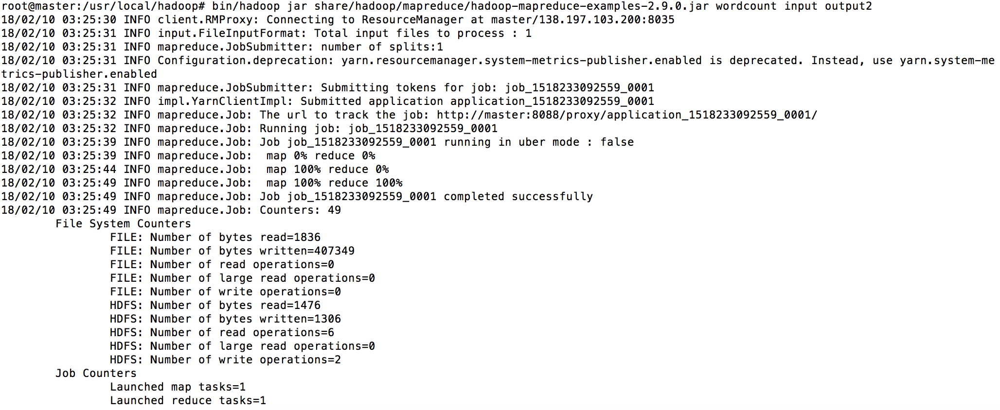 root@master:/usr/local/hadoop# bin/hadoop jar share/hadoop/mapreduce/hadoop-mapreduce-examples-2.9.0.jar wordcount input output2
18/02/10 03:25:30 INFO client.RMProxy: Connecting to ResourceManager at master/138.197.103.200:8035
18/02/10 03:25:31 INFO input.FileInputFormat: Total input files to process : 1
18/02/10 03:25:31 INFO mapreduce.JobSubmitter: number of splits:1
18/02/10 03:25:31 INFO Configuration.deprecation: yarn.resourcemanager.system-metrics-publisher.enabled is deprecated. Instead, use yarn.system-me
trics-publisher.enabled
18/02/10 03:25:31 INFO mapreduce.JobSubmitter: Submitting tokens for job: job_1518233092559_0001
18/02/10 03:25:32 INFO impl.YarnClientImpl: Submitted application application_1518233092559_0001
18/02/10 03:25:32 INFO mapreduce.Job: The url to track the job: http://master:8088/proxy/application_1518233092559_0001/
18/02/10 03:25:32 INFO mapreduce.Job: Running job: job_1518233092559_0001
18/02/10 03:25:39 INFO mapreduce.Job: Job job_1518233092559_0001 running in uber mode : false
18/02/10 03:25:39 INFO mapreduce.Job:  map 0% reduce 0%
18/02/10 03:25:44 INFO mapreduce.Job:  map 100% reduce 0%
18/02/10 03:25:49 INFO mapreduce.Job:  map 100% reduce 100%
18/02/10 03:25:49 INFO mapreduce.Job: Job job_1518233092559_0001 completed successfully
18/02/10 03:25:49 INFO mapreduce.Job: Counters: 49
File System Counters
FILE: Number of bytes read=1836
FILE: Number of bytes written=407349
FILE: Number of read operations=0
FILE: Number of large read operations=0
FILE: Number of write operations=0
HDFS: Number of bytes read=1476
HDFS: Number of bytes written=1306
HDFS: Number of read operations=6
HDFS: Number of large read operations=0
HDFS: Number of write operations=2
Job Counters
Launched map tasks=1
Launched reduce tasks=1